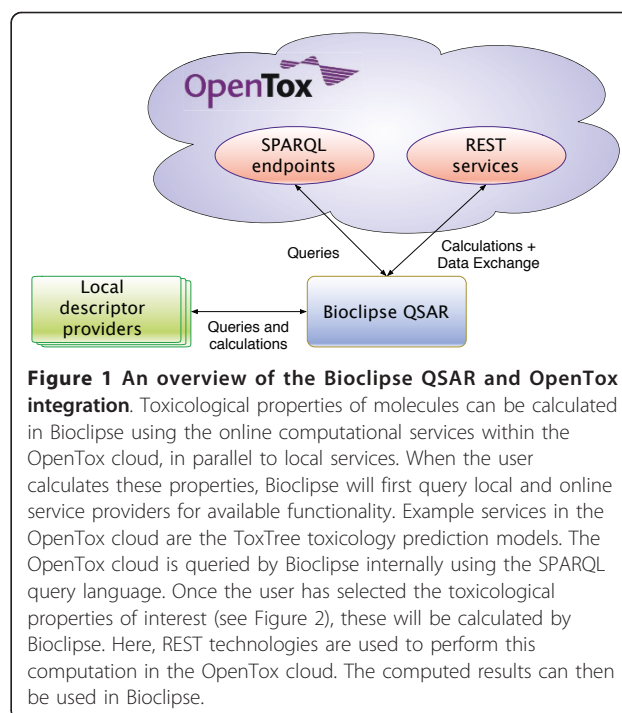 OpenTox
SPARQL
endpoints
REST
services
Queries
Calculations +
Data Exchange
Local
descriptor
providers
Queries and
calculations
Bioclipse QSAR
Figure 1 An overview of the Bioclipse QSAR and OpenTox
integration. Toxicological properties of molecules can be calculated
in Bioclipse using the online computational services within the
OpenTox cloud, in parallel to local services. When the user
calculates these properties, Bioclipse will first query local and online
service providers for available functionality. Example services in the
OpenTox cloud are the ToxTree toxicology prediction models. The
OpenTox cloud is queried by Bioclipse internally using the SPARQL
query language. Once the user has selected the toxicological
properties of interest (see Figure 2), these will be calculated by
Bioclipse. Here, REST technologies are used to perform this
computation in the OpenTox cloud. The computed results can then
be used in Bioclipse.